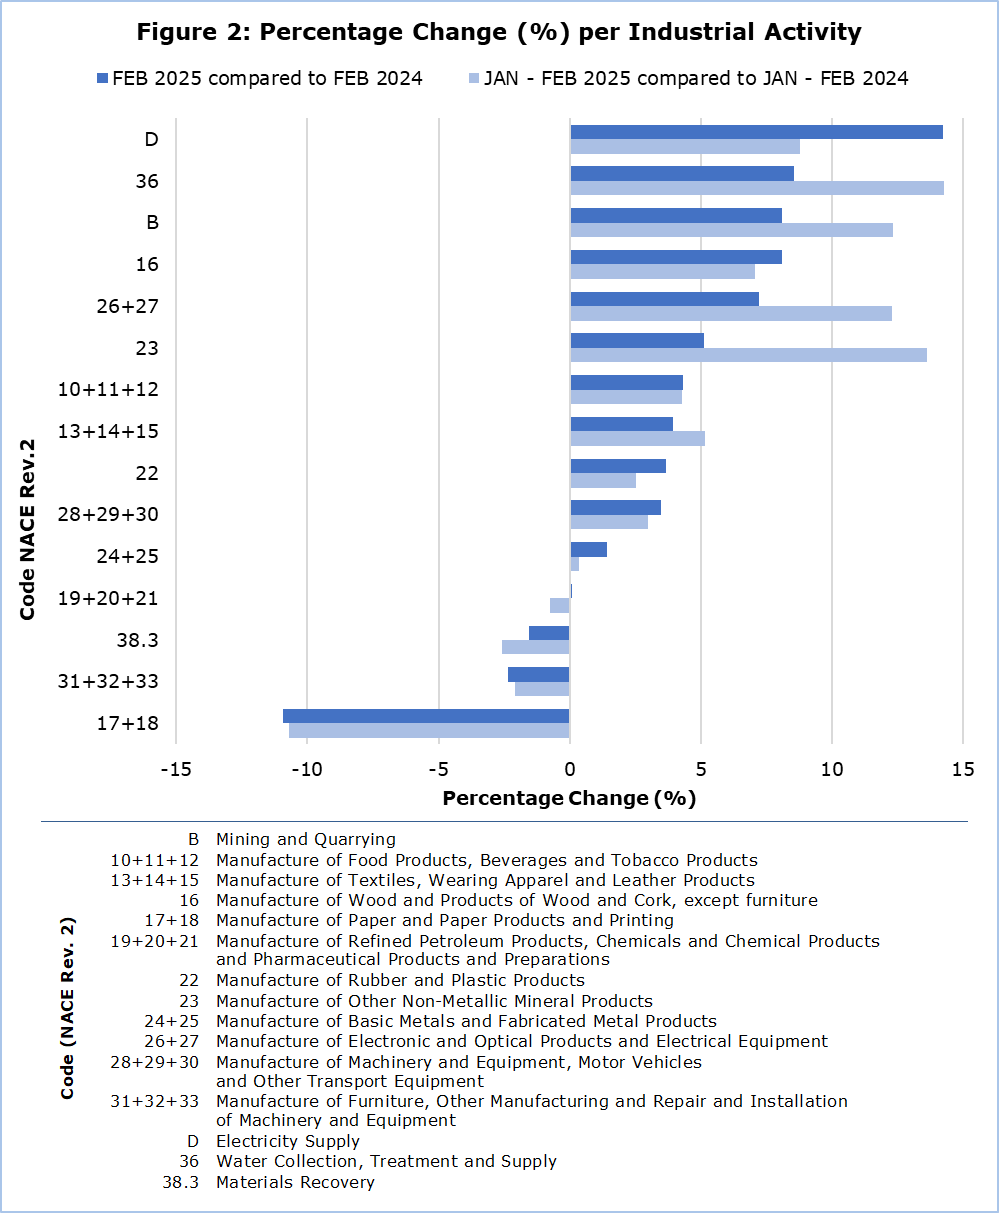 Figure 2: Percentage Change (%) per Industrial Activity
FEB 2025 compared to FEB 2024 JAN - FEB 2025 compared to JAN - FEB 2024
D
36
B
16
26+27
23
10+11+12
13+14+15
22
28+29+30
24+25
19+20+21
38.3
31+32+33
17+18
Code NACE Rev.2
-15 -10 -5 0 5 10 15
Percentage Change (%)
Code (NACE Rev. 2)
B Mining and Quarrying
10+11+12 Manufacture of Food Products, Beverages and Tobacco Products
13+14+15 Manufacture of Textiles, Wearing Apparel and Leather Products
16 Manufacture of Wood and Products of Wood and Cork, except furniture
17+18 Manufacture of Paper and Paper Products and Printing
19+20+21 Manufacture of Refined Petroleum Products, Chemicals and Chemical Products
and Pharmaceutical Products and Preparations
22 Manufacture of Rubber and Plastic Products
23 Manufacture of Other Non-Metallic Mineral Products
24+25 Manufacture of Basic Metals and Fabricated Metal Products
26+27 Manufacture of Electronic and Optical Products and Electrical Equipment
28+29+30 Manufacture of Machinery and Equipment, Motor Vehicles
and Other Transport Equipment
31+32+33 Manufacture of Furniture, Other Manufacturing and Repair and Installation
of Machinery and Equipment
D Electricity Supply
36 Water Collection, Treatment and Supply
38.3 Materials Recovery